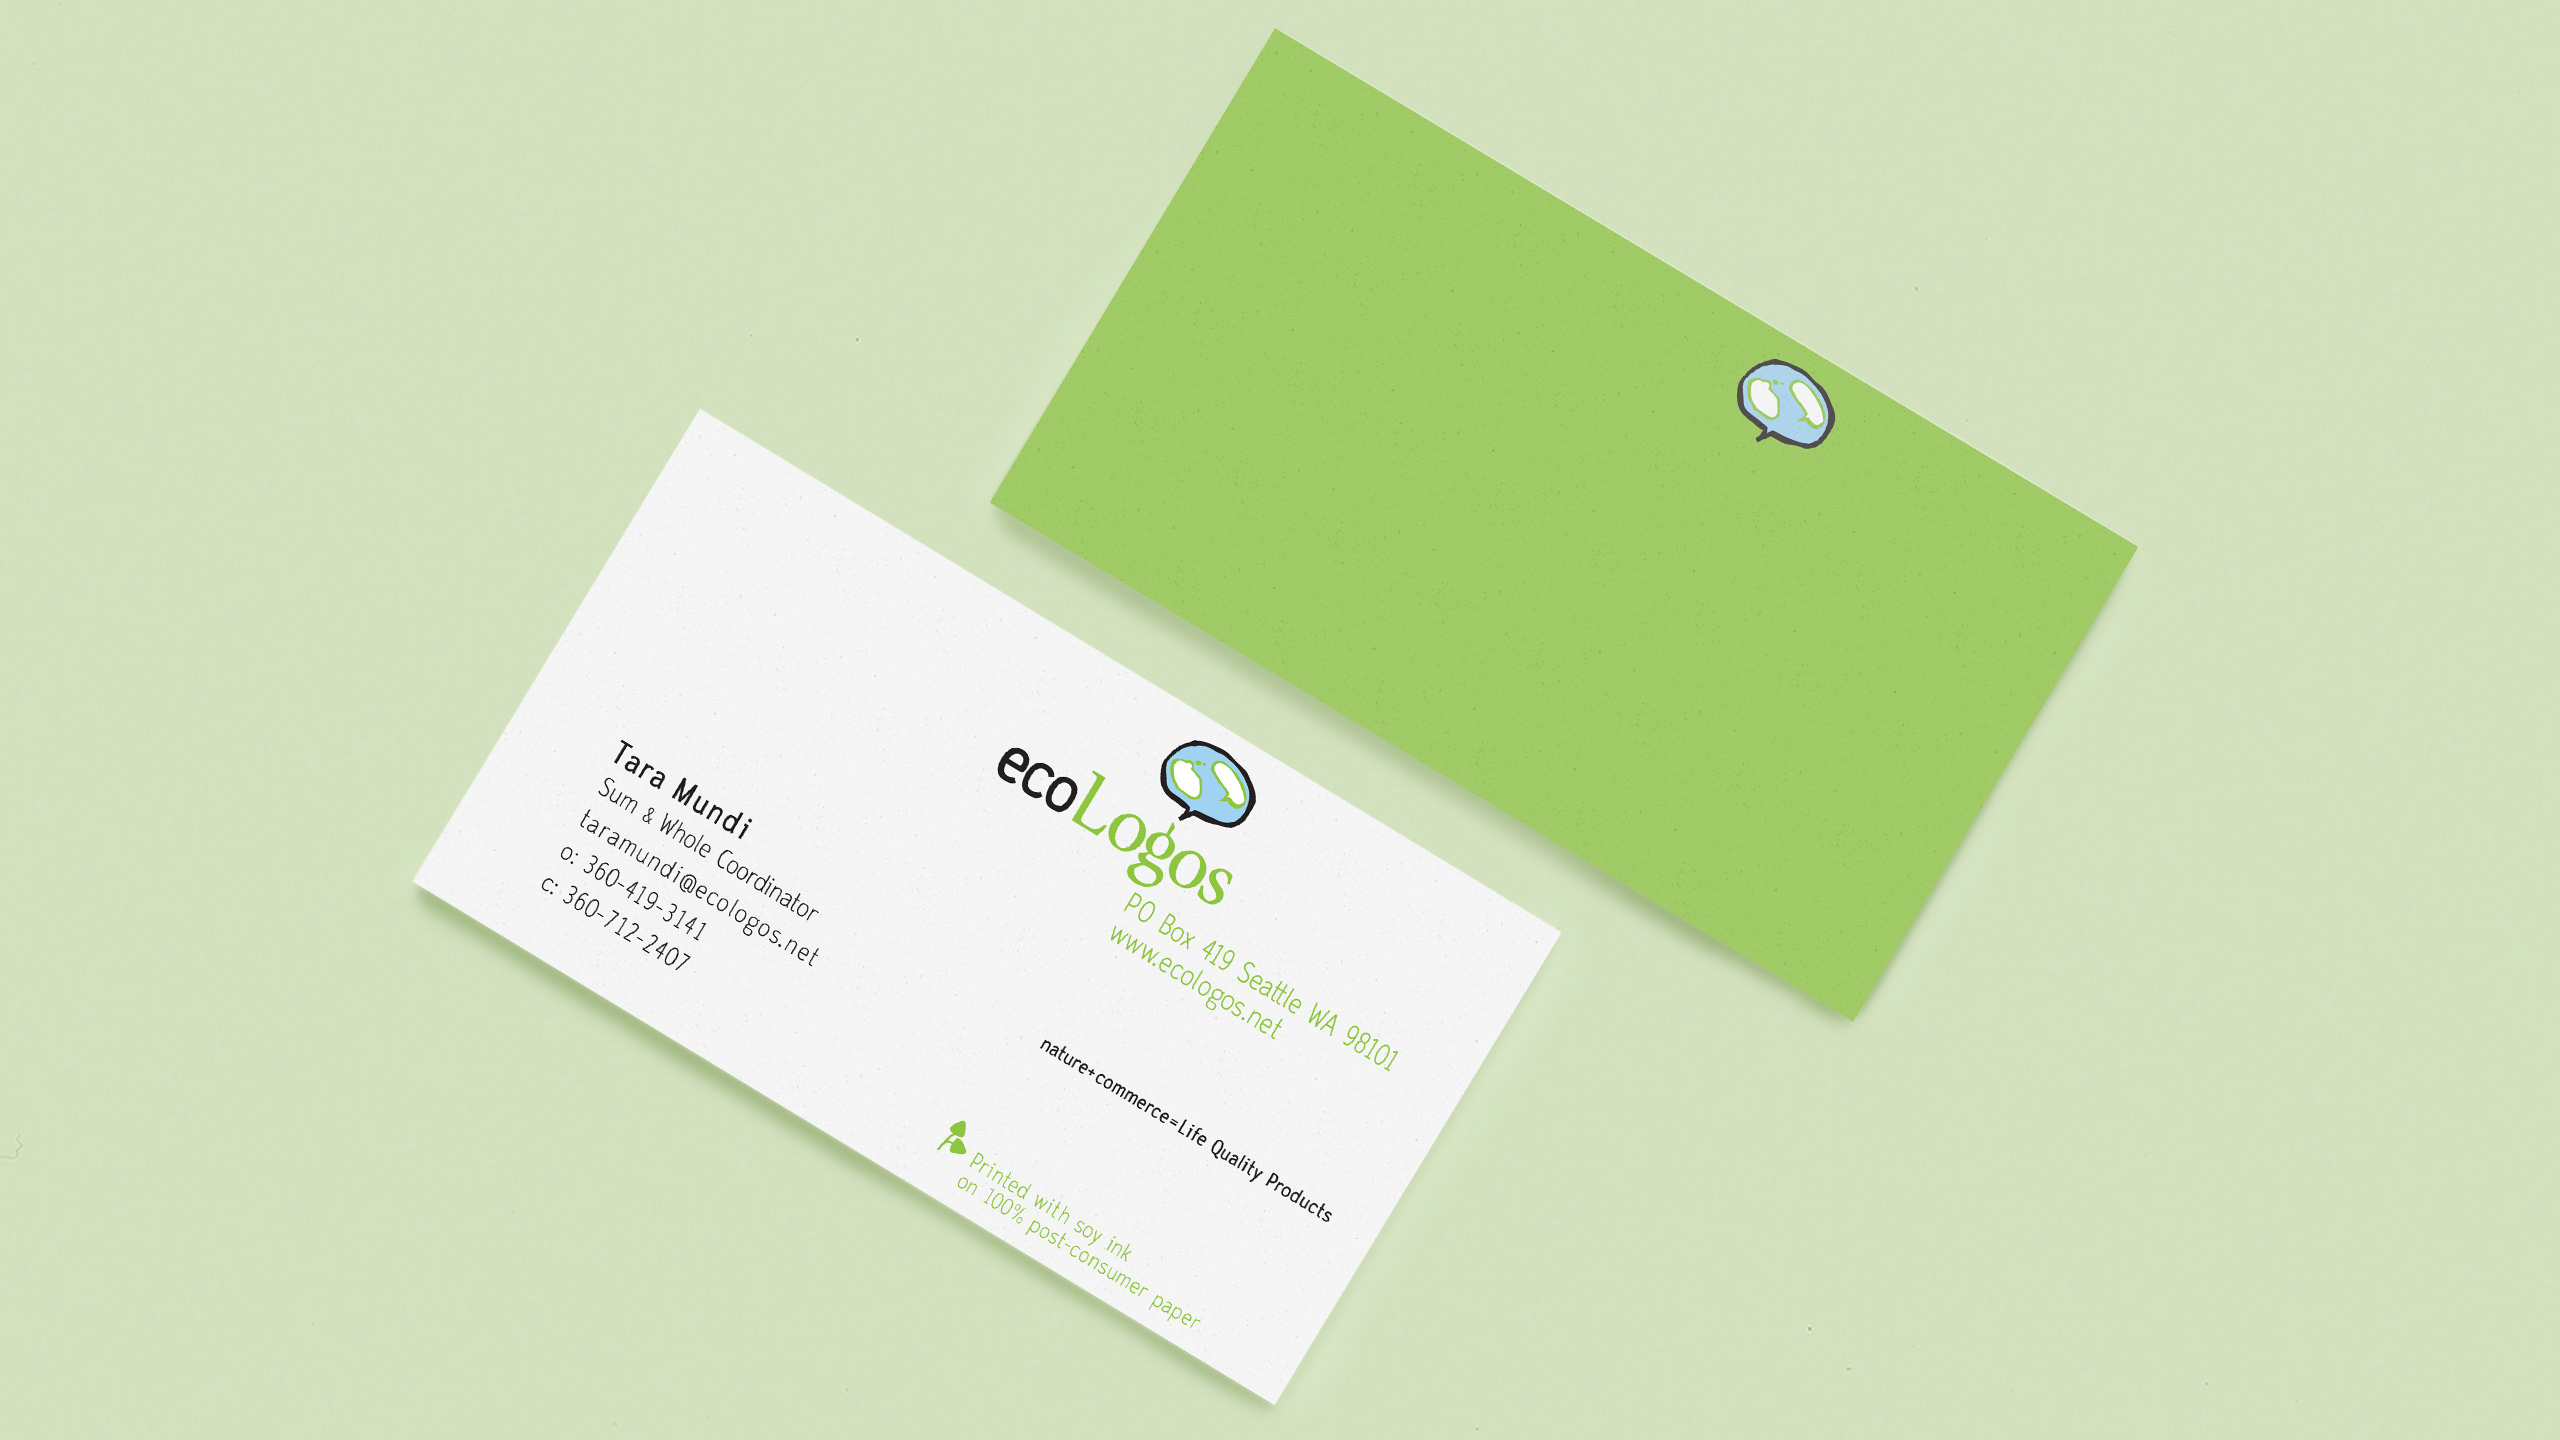 Tara Mundi
Sum & Whole Coordinator
taramundi@ecologos.net
o: 360-419-3141
c: 360-712-2407
ecoLogos
PO Box 419 Seattle WA 98101
www.ecologos.net
nature+commerce=Life Quality Products
Printed with soy ink
on 100% post-consumer paper